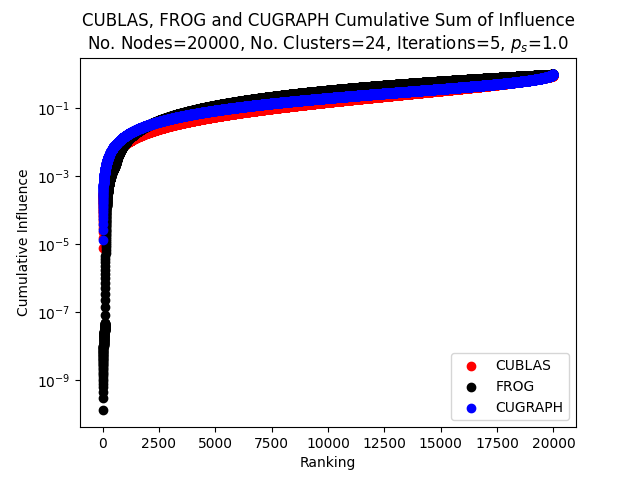 CUBLAS, FROG and CUGRAPH Cumulative Sum of Influence
No. Nodes=20000, No. Clusters=24, Iterations=5, $p_s$=1.0
Cumulative Influence
10⁻¹
10⁻³
10⁻⁵
10⁻⁷
10⁻⁹
CUBLAS
FROG
CUGRAPH
0 2500 5000 7500 10000 12500 15000 17500 20000
Ranking